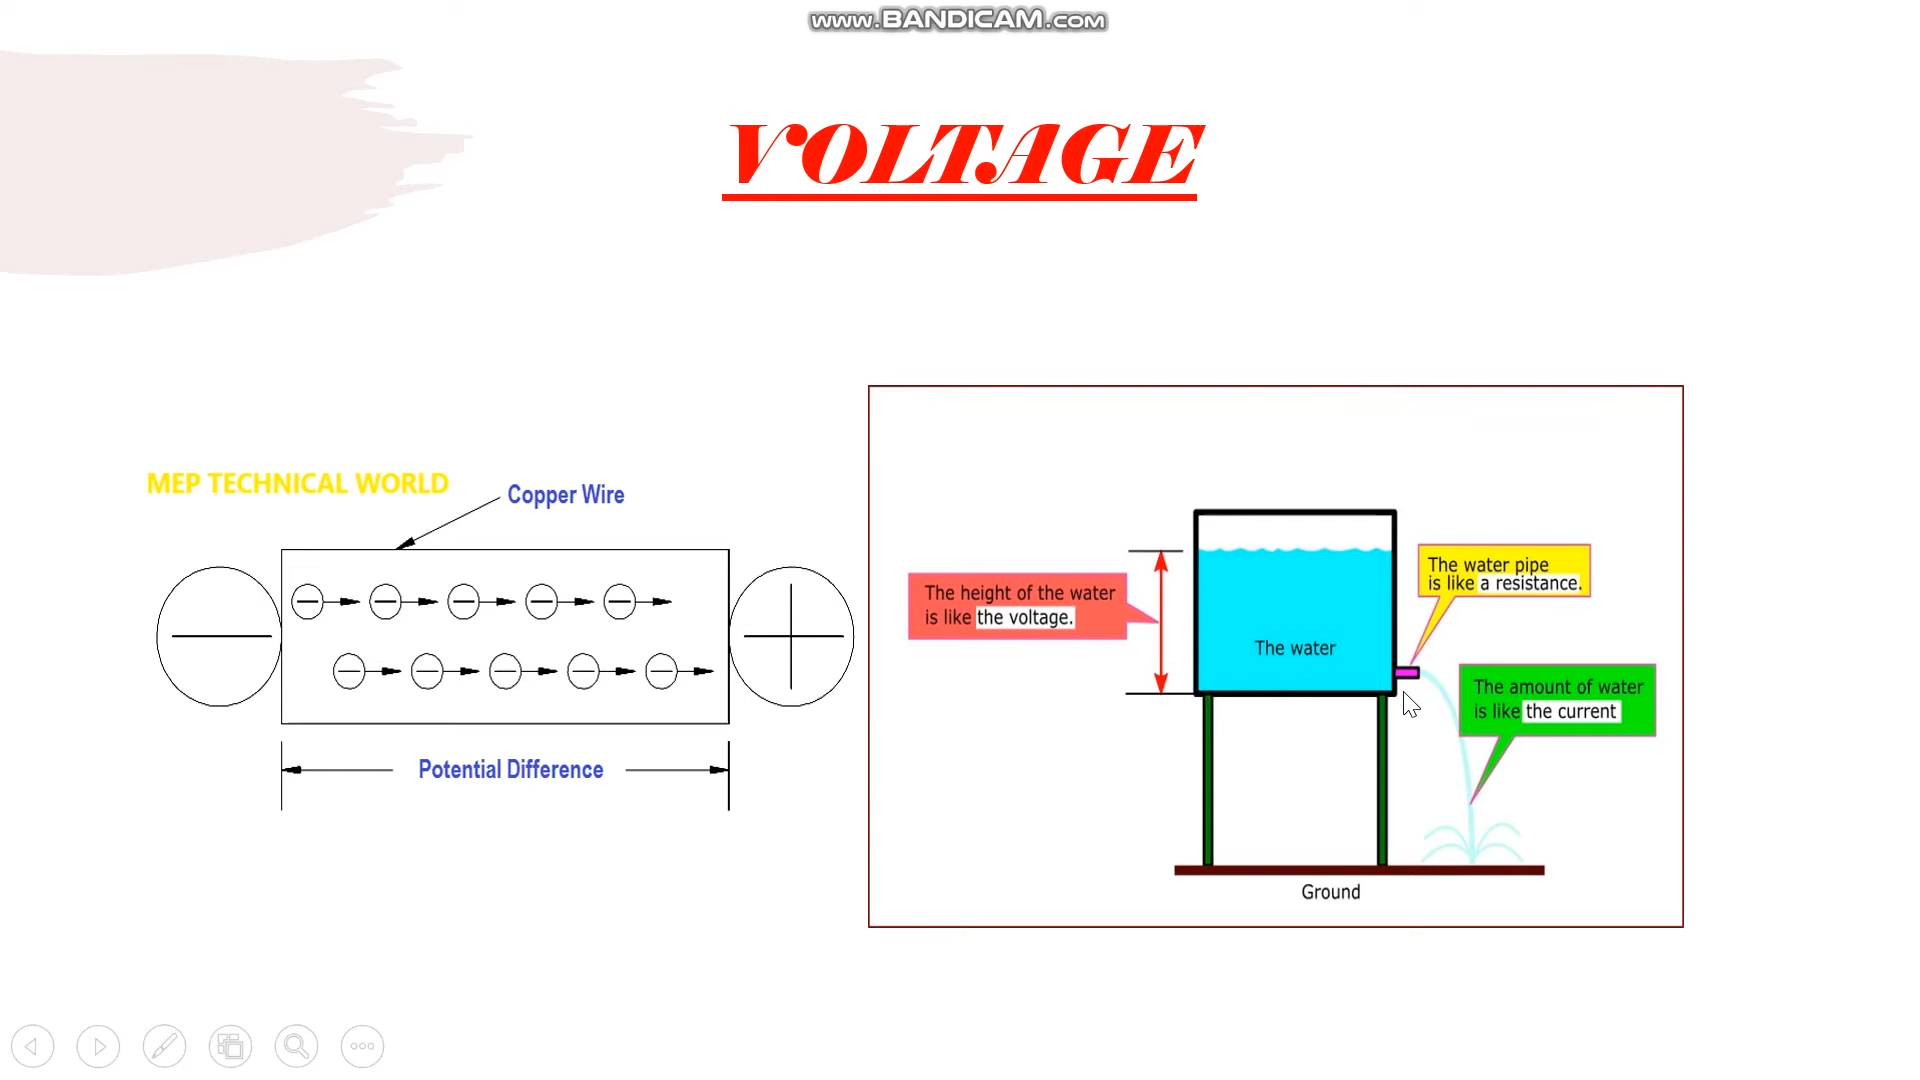 www.BANDICAM.com
VOLTAGE
MEP TECHNICAL WORLD
Copper Wire
Potential Difference
The height of the water
is like the voltage.
The water
The water pipe
is like a resistance.
The amount of water
is like the current
Ground